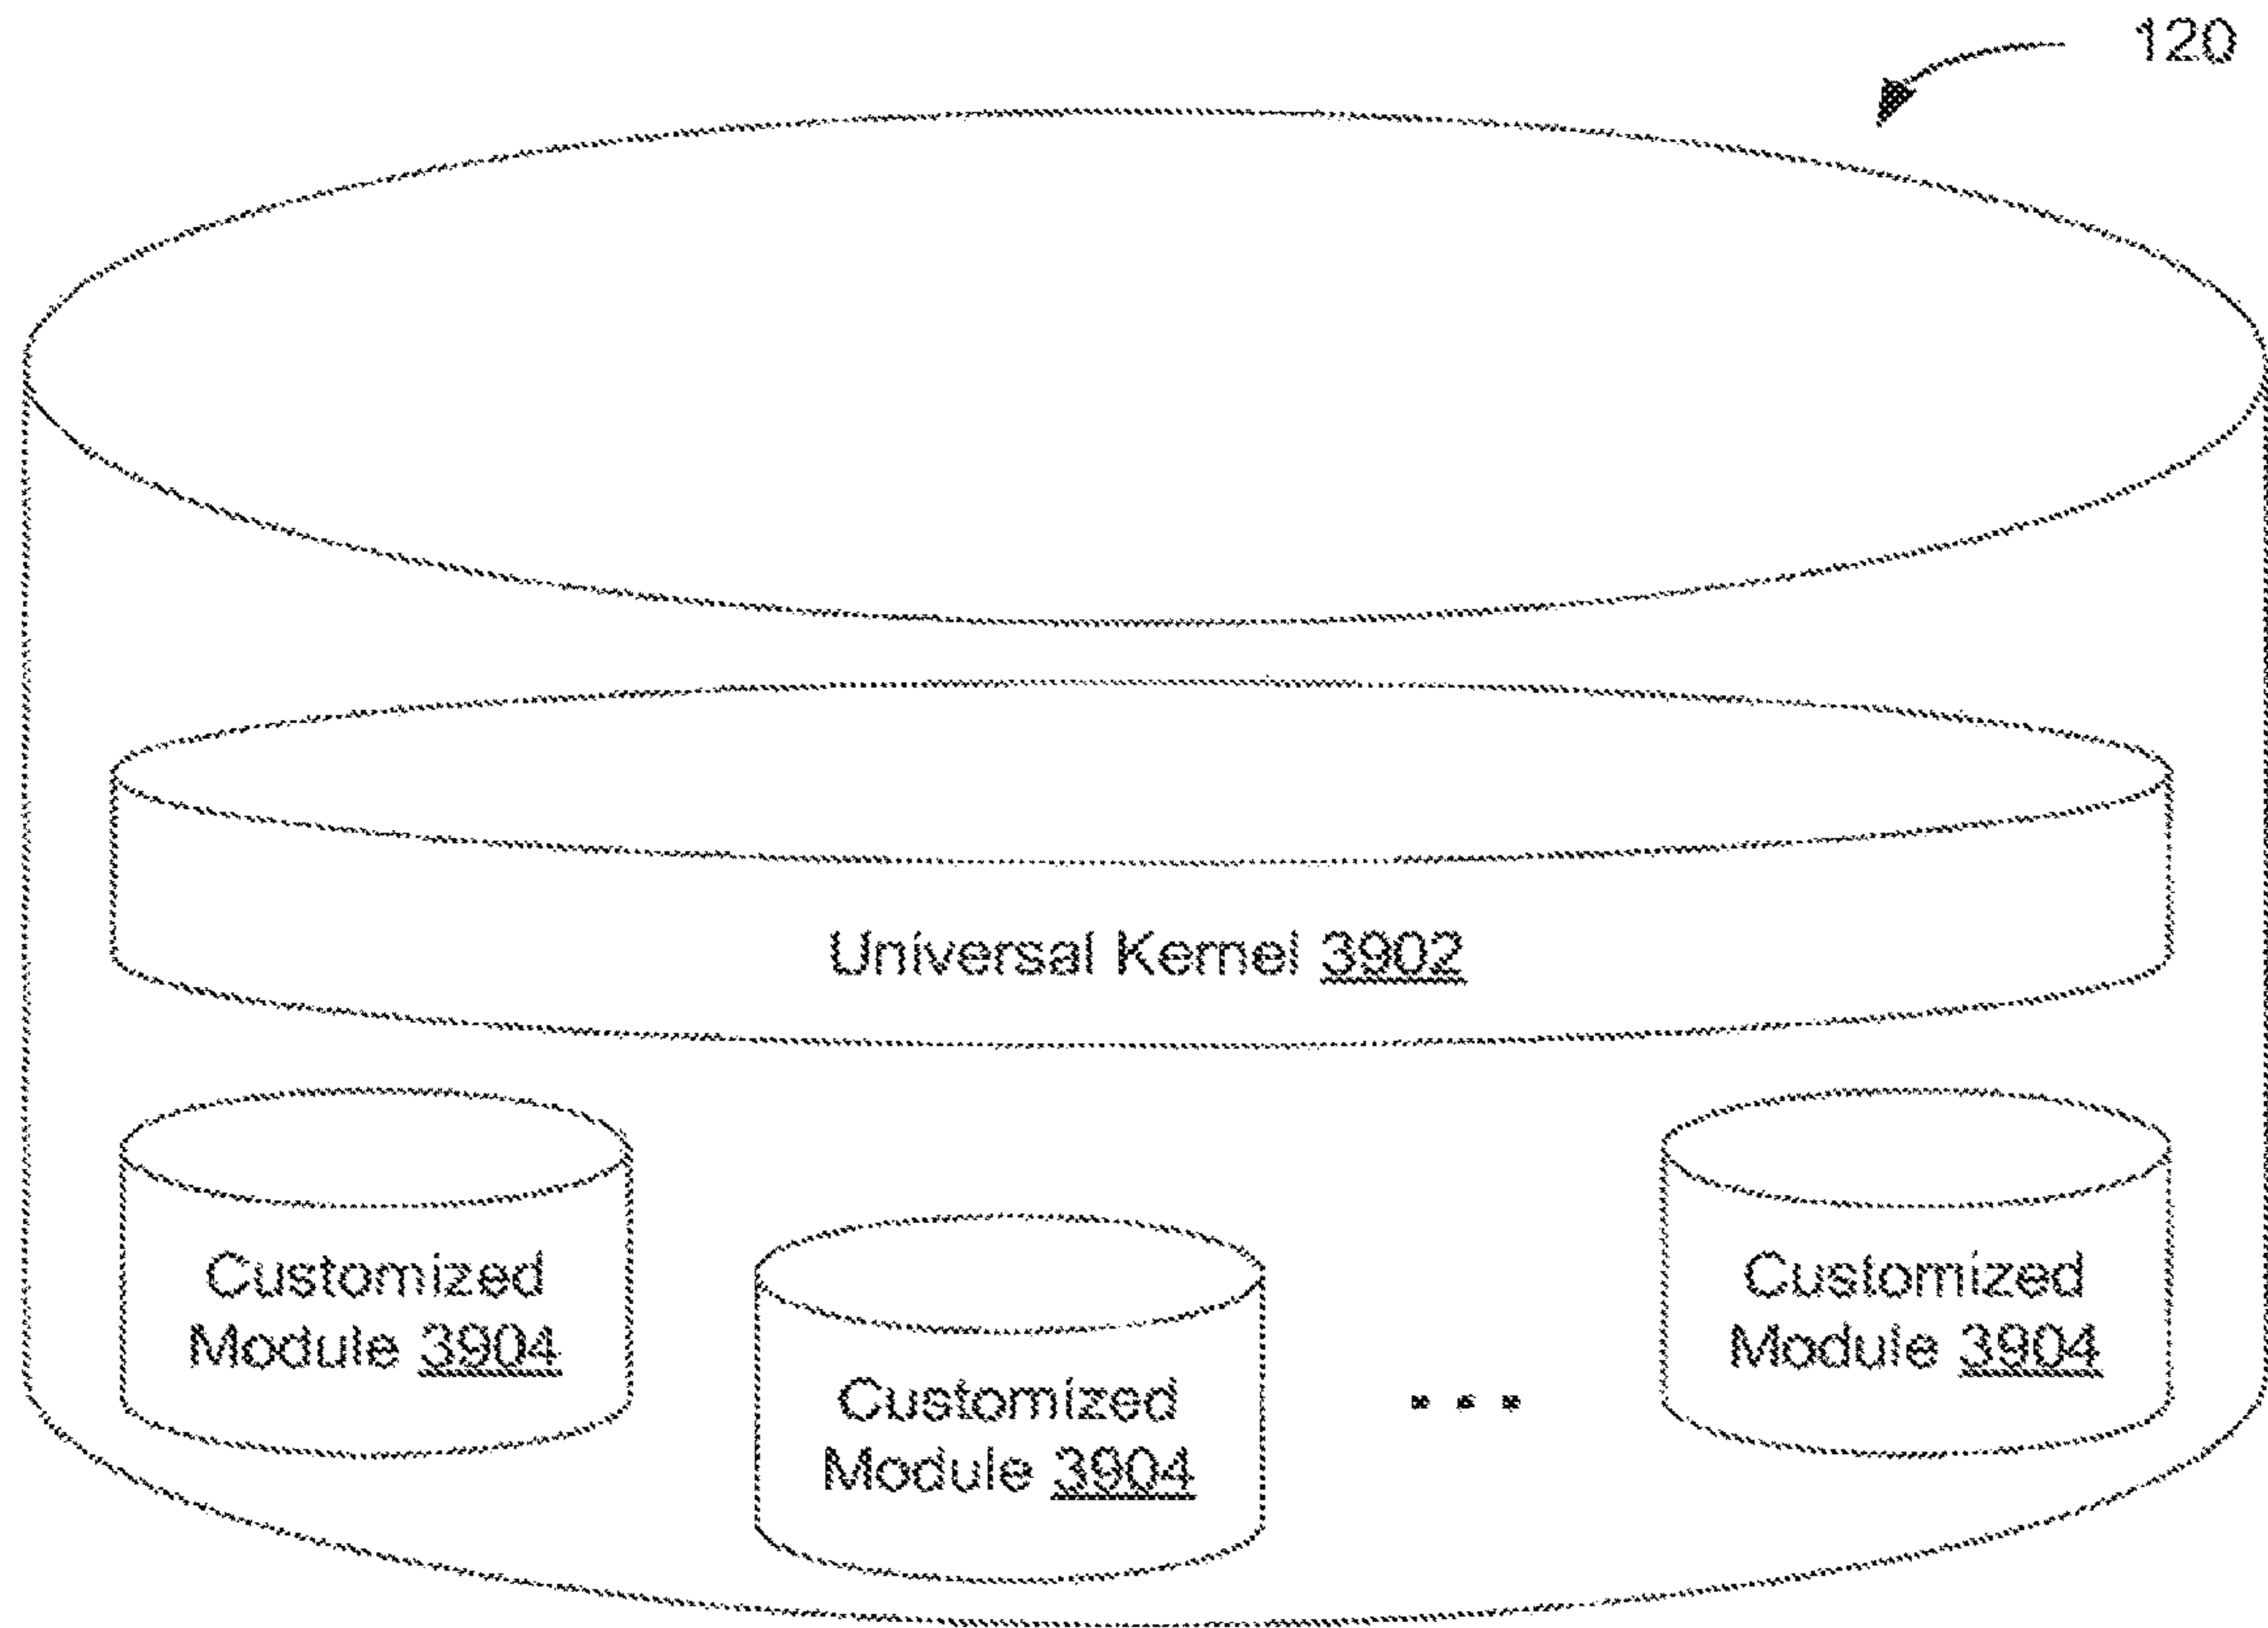 120
Universal Kernel 3902
Customized
Module 3904
Customized
Module 3904
...
Customized
Module 3904